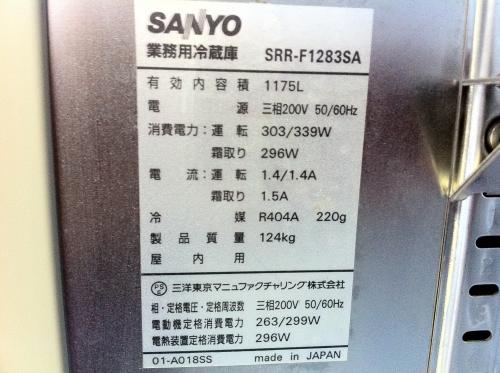 SANYO
業務用冷蔵庫 SRR-F1283SA
有効内容積 1175L
電源 三相200V 50/60Hz
消費電力:運転 303/339W
霜取り 296W
電流:運転 1.4/1.4A
霜取り 1.5A
冷媒 R404A 220g
製品質量 124kg
屋内用
PSE 三洋東京マニュファクチャリング株式会社
相・定格電圧・定格周波数 三相200V 50/60Hz
電動機定格消費電力 263/299W
電熱装置定格消費電力 296W
01-A018SS made in JAPAN